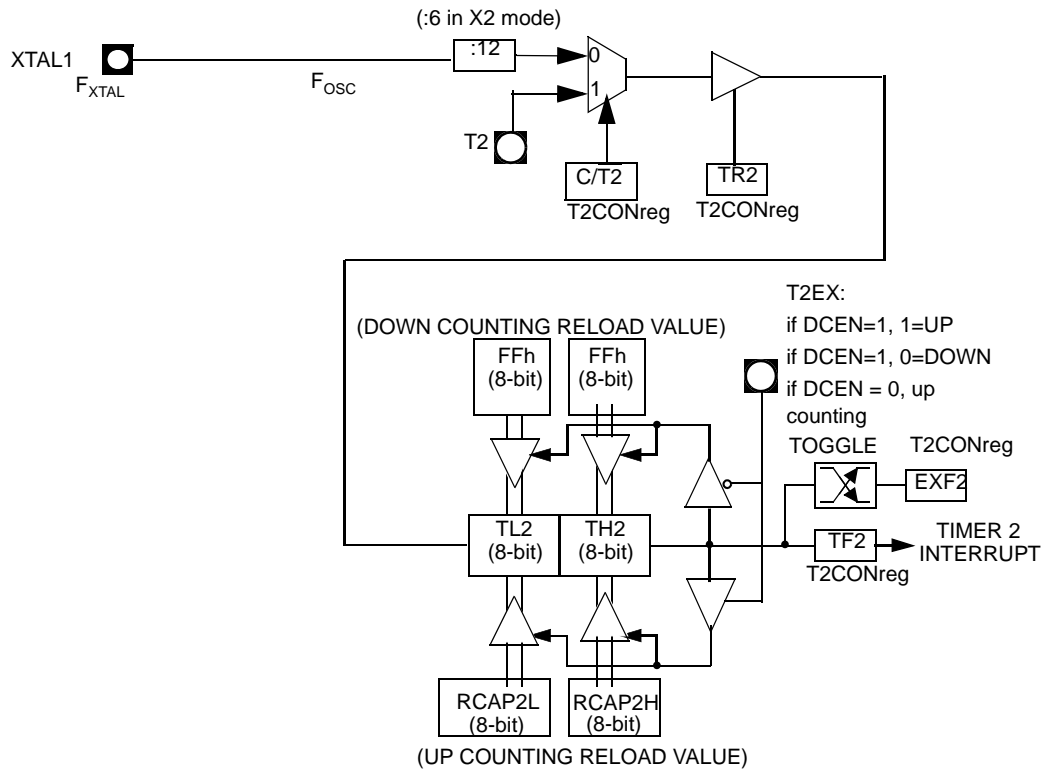 (:6 in X2 mode)
XTAL1
:12
0
FXTAL
FOSC
1
T2
C/T2
TR2
T2CONreg
T2CONreg
T2EX:
if DCEN=1, 1=UP
if DCEN=1, 0=DOWN
if DCEN = 0, up
counting
(DOWN COUNTING RELOAD VALUE)
FFh
(8-bit)
FFh
(8-bit)
TOGGLE
T2CONreg
EXF2
TL2
(8-bit)
TH2
(8-bit)
TF2
T2CONreg
TIMER 2
INTERRUPT
RCAP2L
(8-bit)
RCAP2H
(8-bit)
(UP COUNTING RELOAD VALUE)